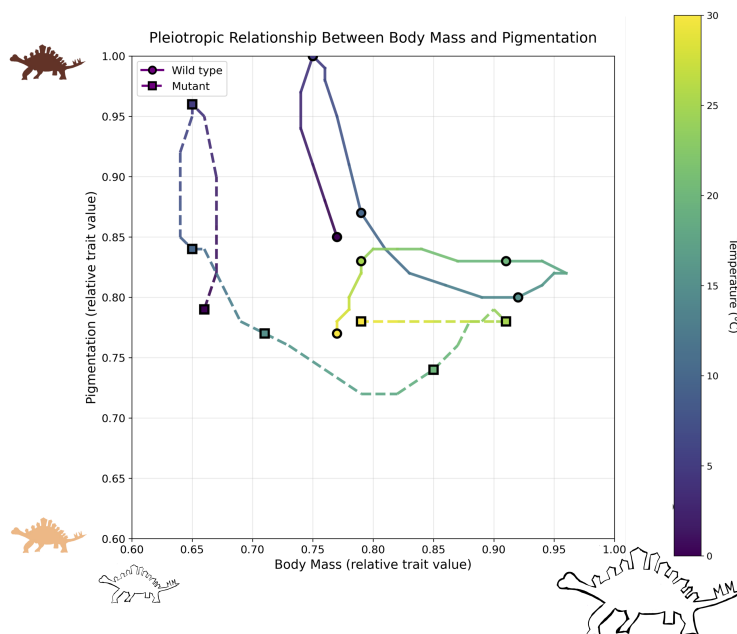 Pleiotropic Relationship Between Body Mass and Pigmentation
Wild type
Mutant
Pigmentation (relative trait value)
1.00
0.95
0.90
0.85
0.80
0.75
0.70
0.65
0.60
0.60 0.65 0.70 0.75 0.80 0.85 0.90 0.95 1.00
Body Mass (relative trait value)
30
25
20
15
10
5
0
Temperature (°C)